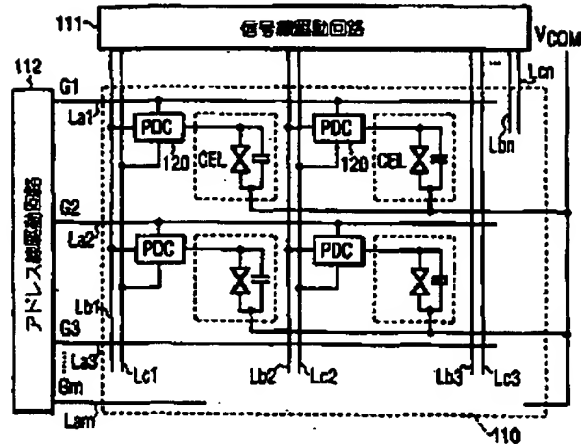 111
信号線駆動回路
VCOM
112
G1
La1
PDC
120
CEL
PDC
120
CEL
...
Lbn
Lcn
アドレス線駆動回路
G2
La2
PDC
PDC
Lb1
G3
La3
Lc1
Lb2
Lc2
Lb3
Lc3
Gm
Lam
110